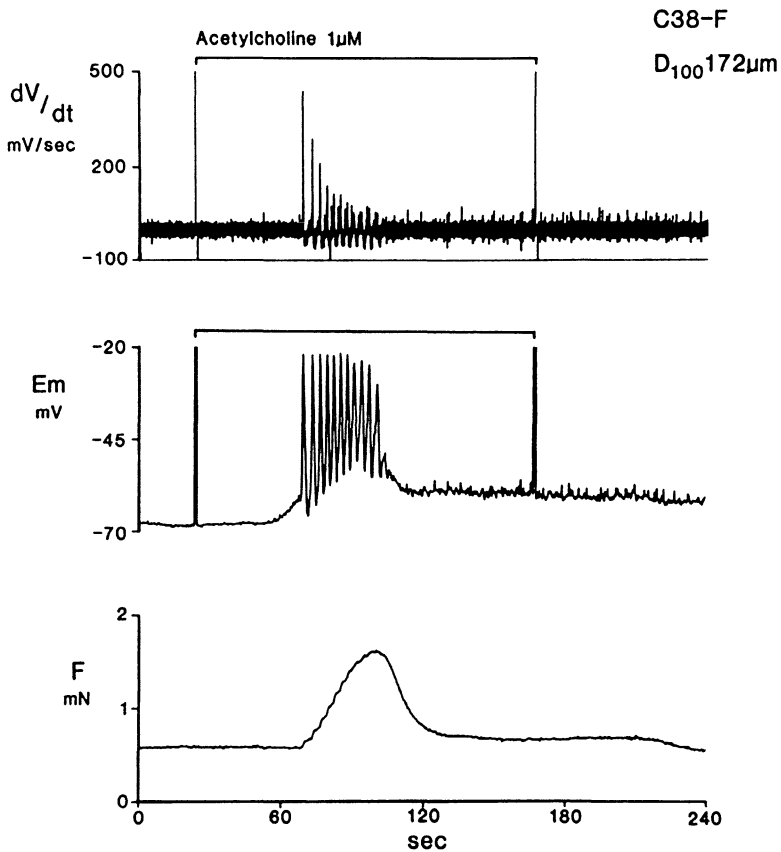 C38-F
D₁₀₀172µm
Acetylcholine 1µM
dV/dt
mV/sec
500
200
-100
Em
mV
-20
-45
-70
F
mN
2
1
0
0 60 120 180 240
sec